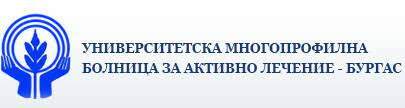 УНИВЕРСИТЕТСКА МНОГОПРОФИЛНА
БОЛНИЦА ЗА АКТИВНО ЛЕЧЕНИЕ - БУРГАС